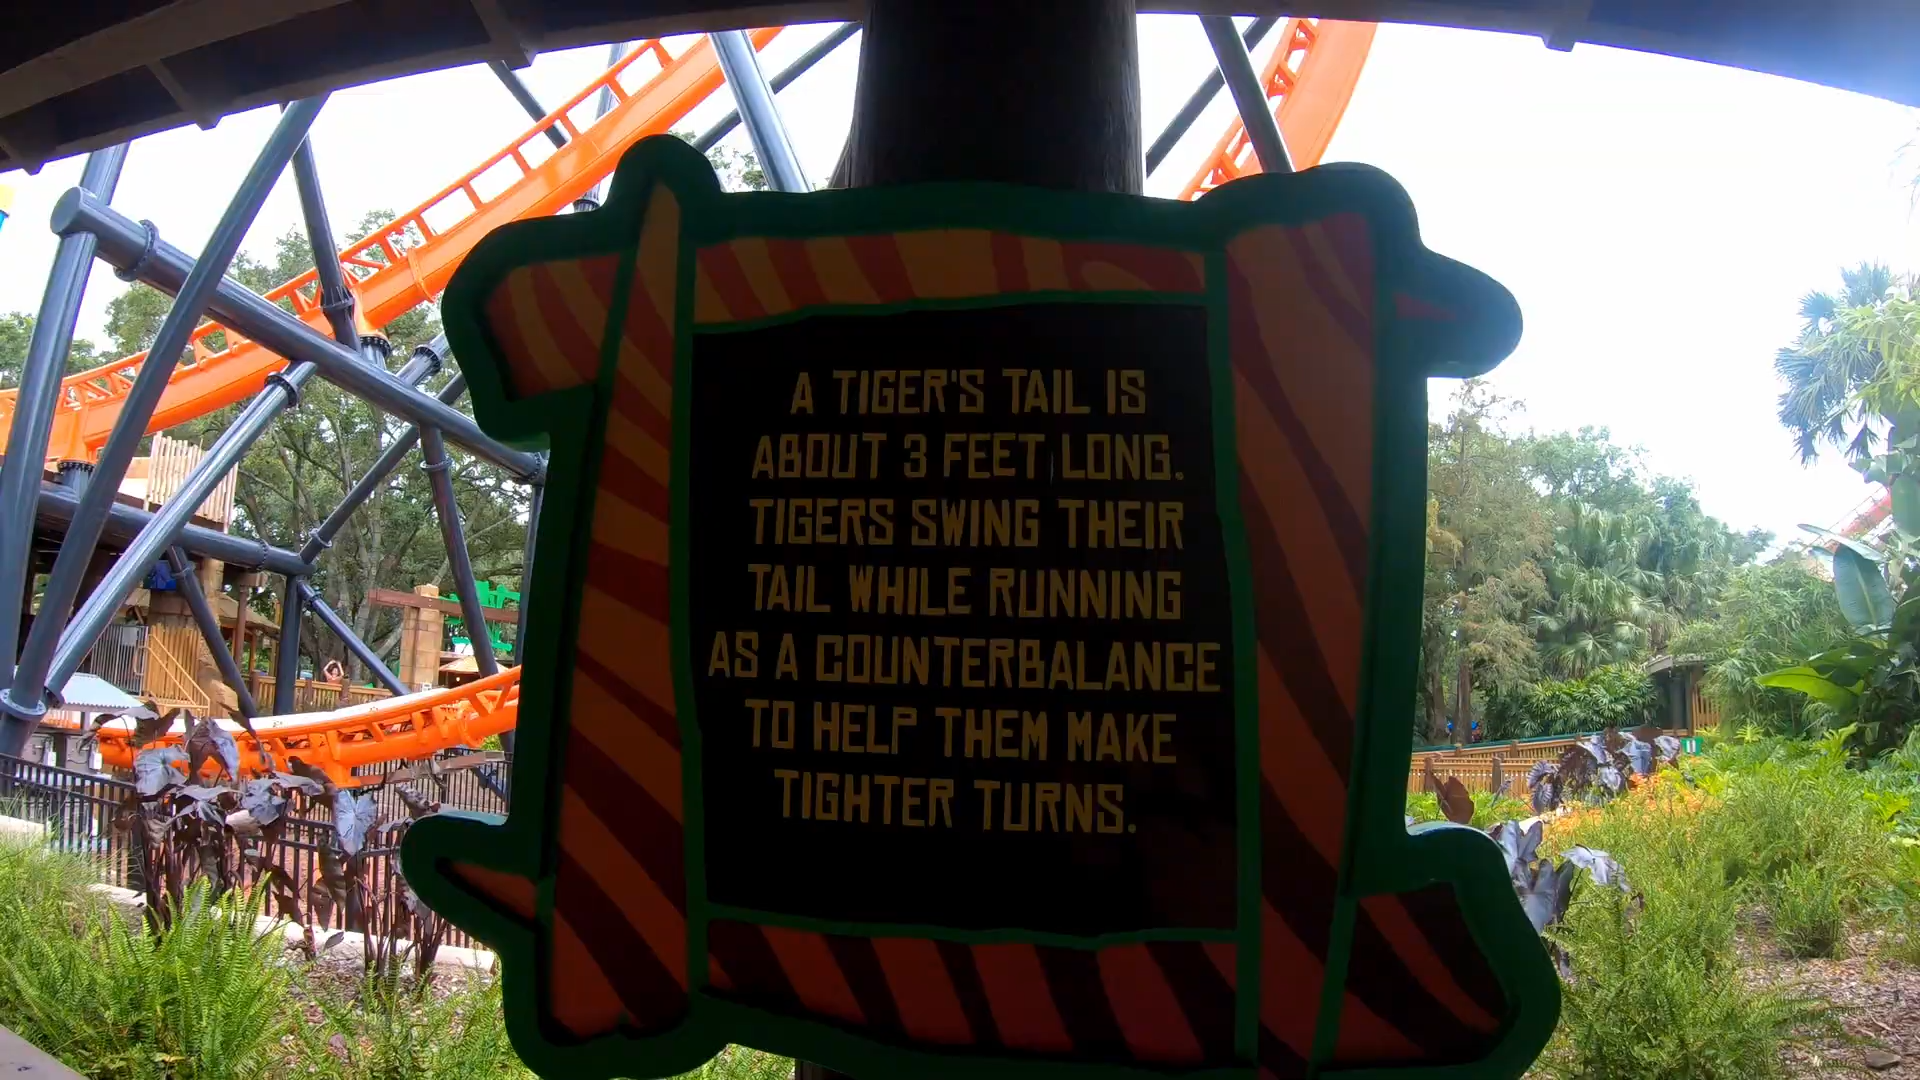 A TIGER'S TAIL IS
ABOUT 3 FEET LONG.
TIGERS SWING THEIR
TAIL WHILE RUNNING
AS A COUNTERBALANCE
TO HELP THEM MAKE
TIGHTER TURNS.